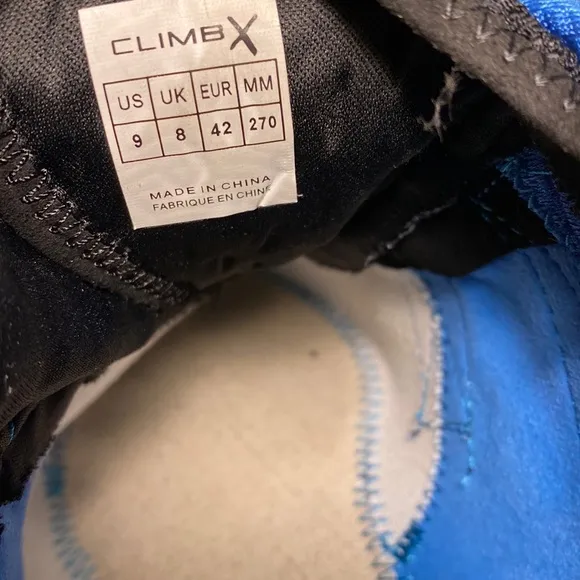 CLIMBX
US UK EUR MM
9 8 42 270
MADE IN CHINA
FABRIQUE EN CHINE